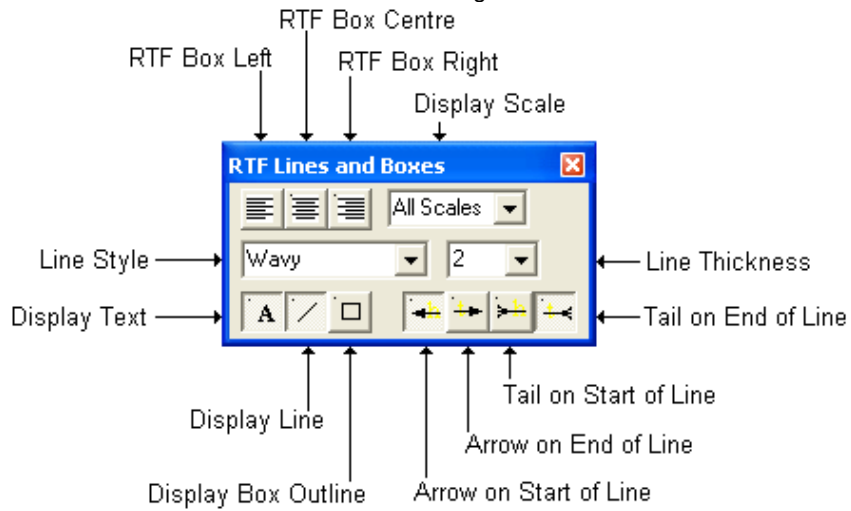 RTF Box Centre
RTF Box Left
RTF Box Right
Display Scale
RTF Lines and Boxes
All Scales
Line Style
Wavy
2
Line Thickness
Display Text
A
Tail on End of Line
Tail on Start of Line
Display Line
Arrow on End of Line
Display Box Outline
Arrow on Start of Line